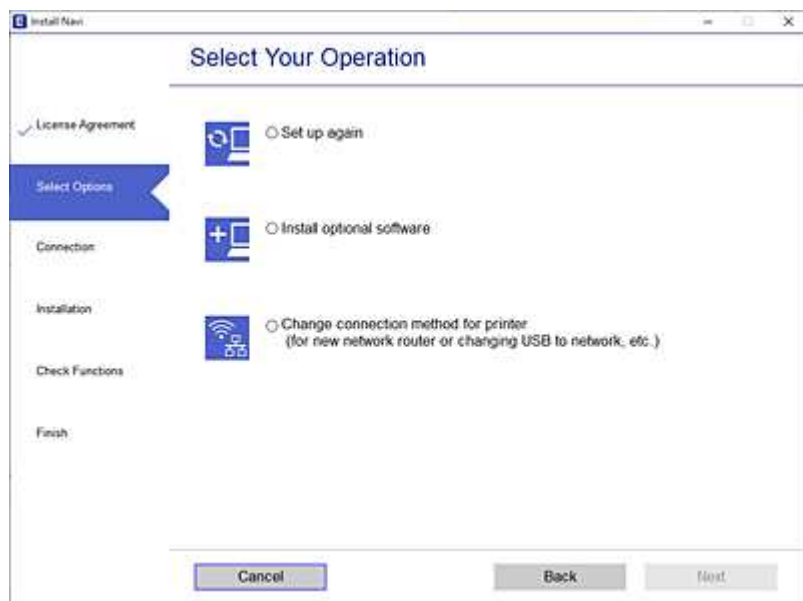 Install Navi
Select Your Operation
License Agreement
Select Options
Connection
Installation
Check Functions
Finish
Set up again
Install optional software
Change connection method for printer
(for new network router or changing USB to network, etc.)
Cancel
Back
Next